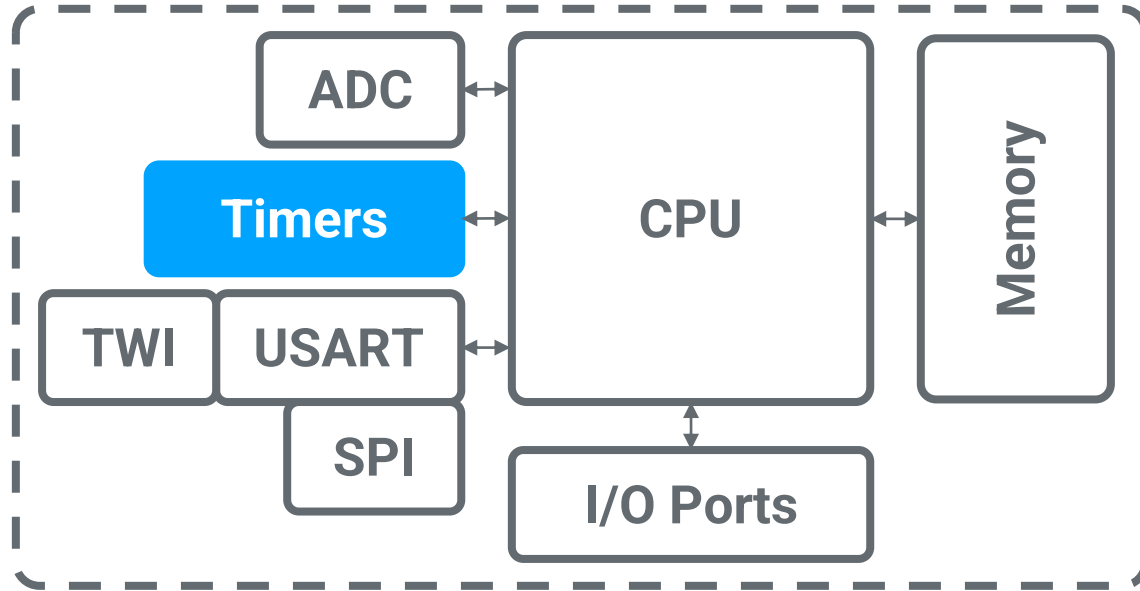 ADC
Timers
CPU
Memory
TWI
USART
SPI
I/O Ports